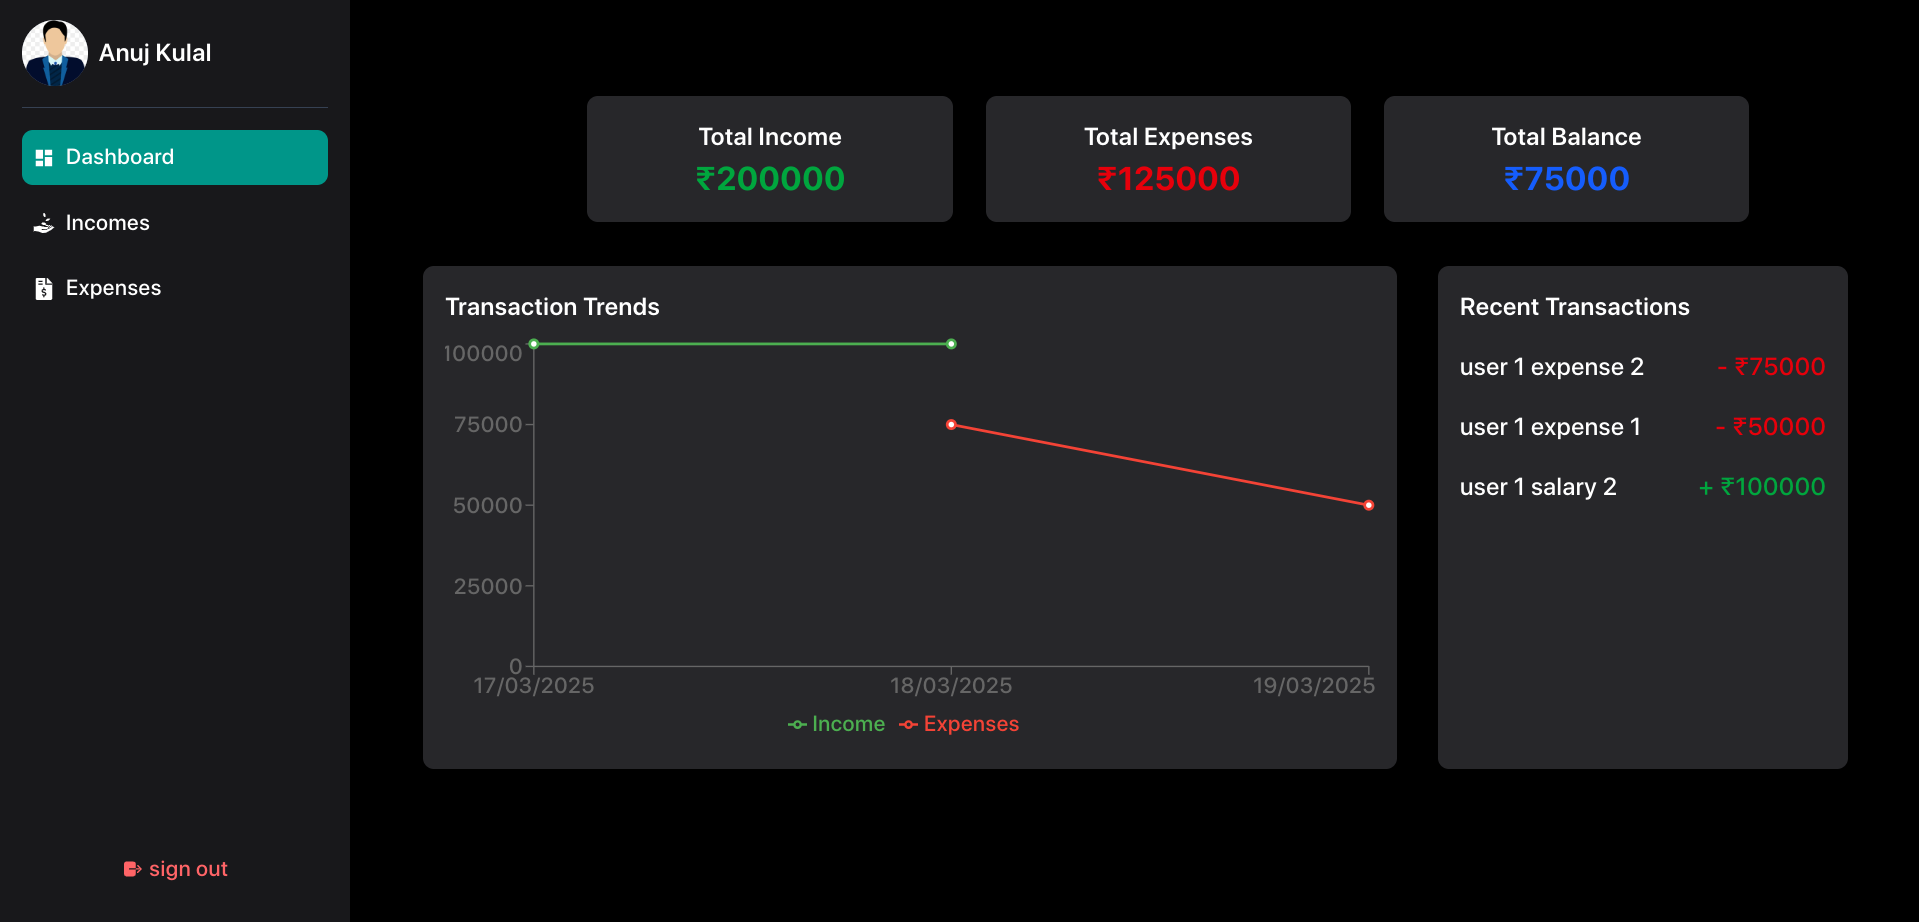 Anuj Kulal
Dashboard
Incomes
Expenses
sign out
Total Income
₹200000
Total Expenses
₹125000
Total Balance
₹75000
Transaction Trends
100000
75000
50000
25000
0
17/03/2025 18/03/2025 19/03/2025
Income Expenses
Recent Transactions
user 1 expense 2 - ₹75000
user 1 expense 1 - ₹50000
user 1 salary 2 + ₹100000